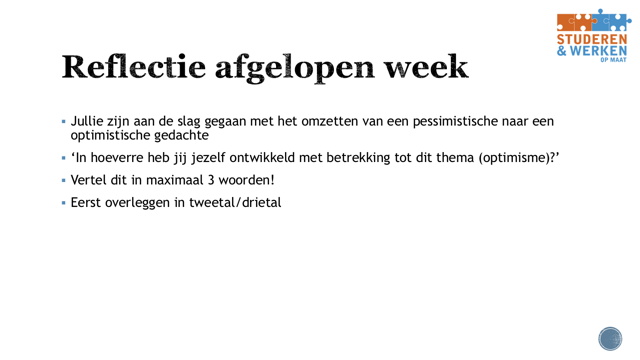 STUDEREN
& WERKEN
OP MAAT
Reflectie afgelopen week
Jullie zijn aan de slag gegaan met het omzetten van een pessimistische naar een
optimistische gedachte
‘In hoeverre heb jij jezelf ontwikkeld met betrekking tot dit thema (optimisme)?’
Vertel dit in maximaal 3 woorden!
Eerst overleggen in tweetal/drietal